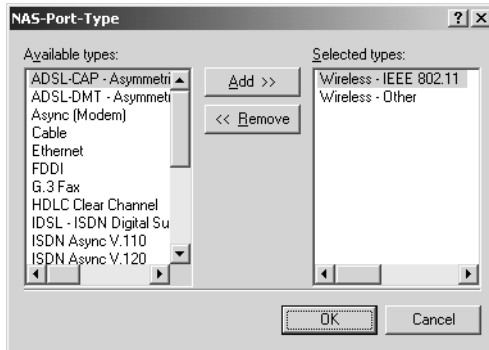 NAS-Port-Type
Available types:
Selected types:
ADSL-CAP - Asymmetri
ADSL-DMT - Asymmetr
Async (Modem)
Cable
Ethernet
FDDI
G.3 Fax
HDLC Clear Channel
IDSL - ISDN Digital Su
ISDN Async V.110
ISDN Async V.120
Add >>
<< Remove
Wireless - IEEE 802.11
Wireless - Other
OK
Cancel